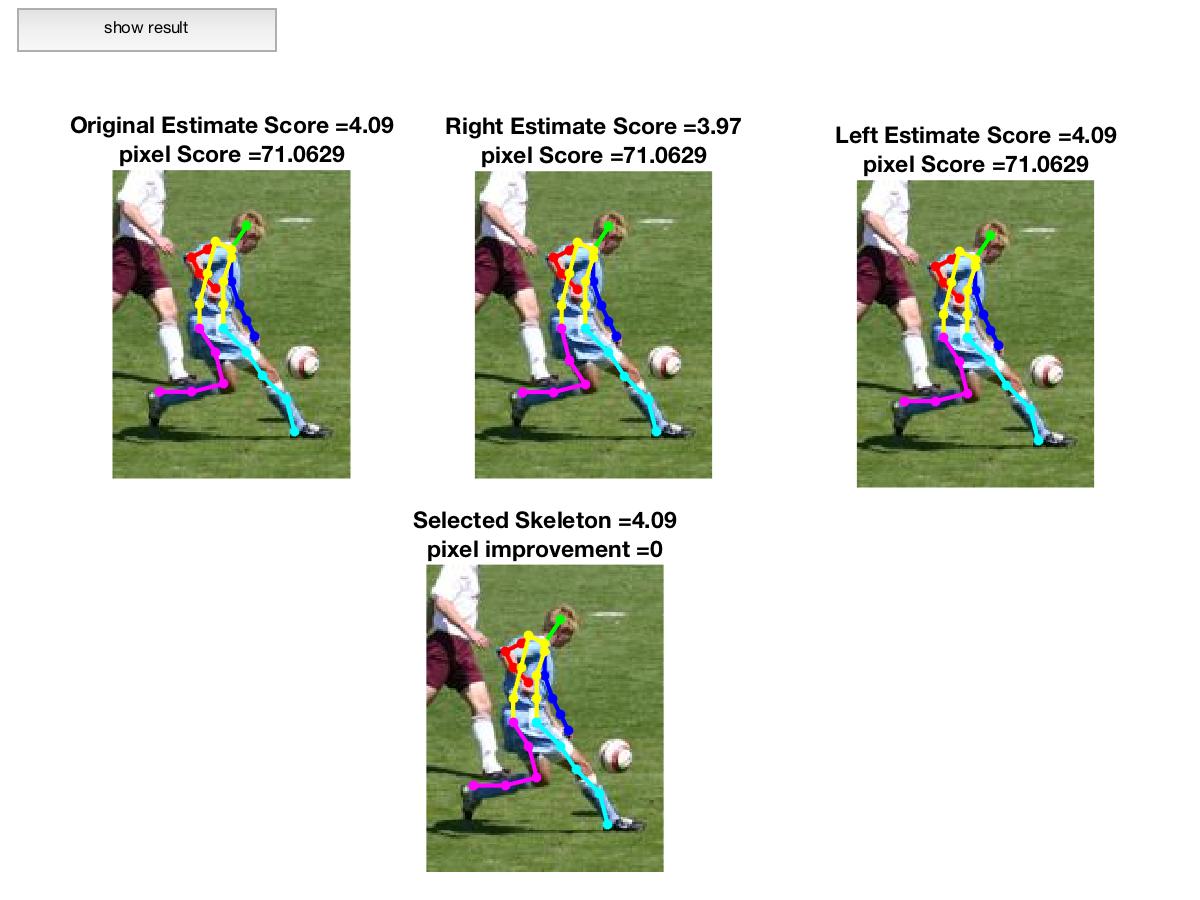 show result
Original Estimate Score =4.09
pixel Score =71.0629
Right Estimate Score =3.97
pixel Score =71.0629
Left Estimate Score =4.09
pixel Score =71.0629
Selected Skeleton =4.09
pixel improvement =0